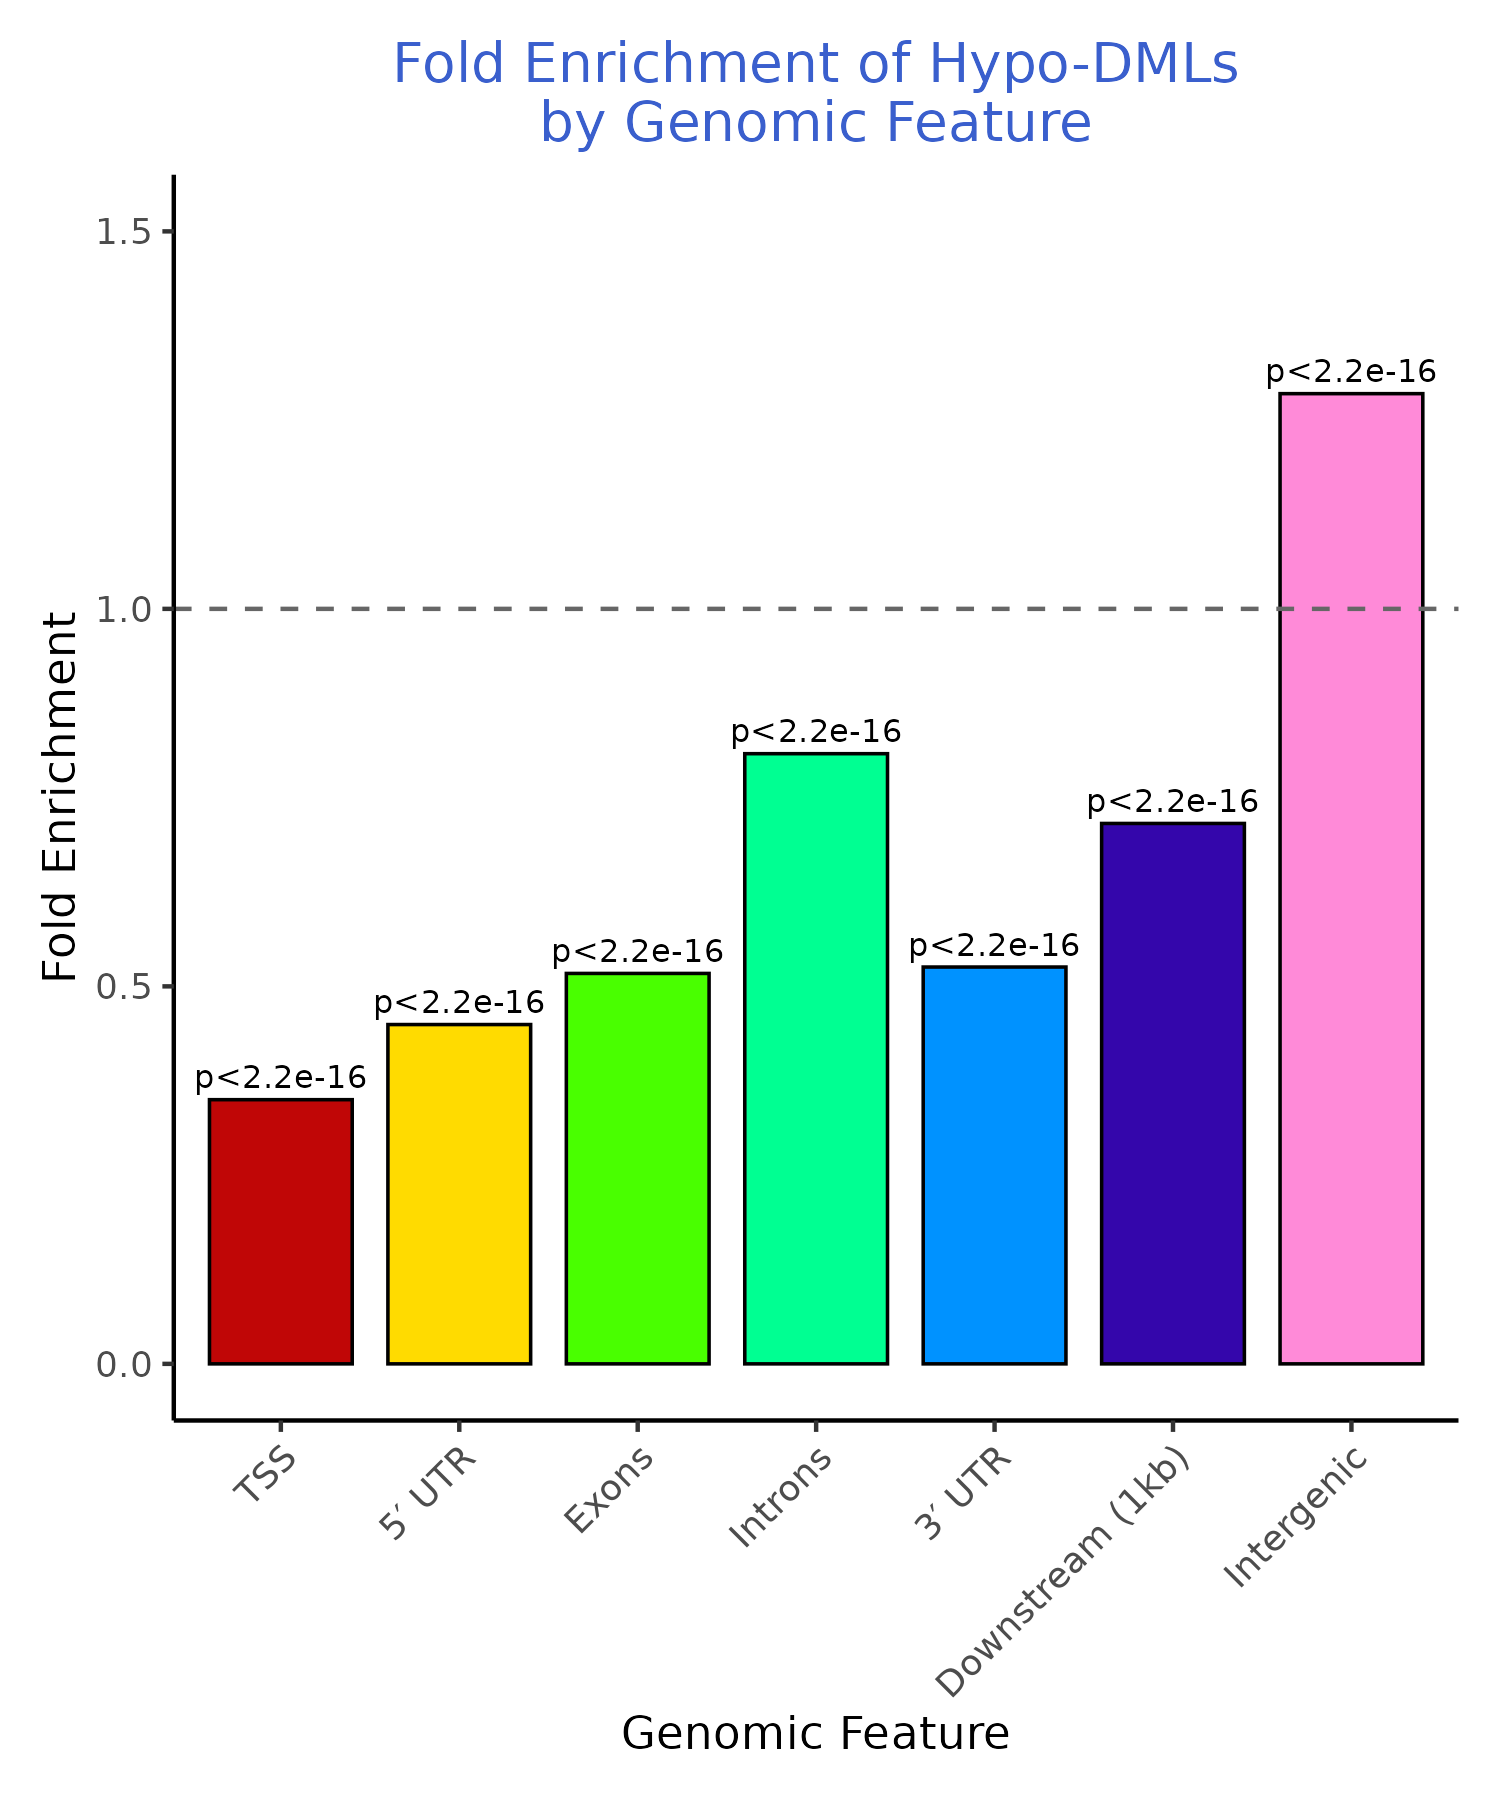 Fold Enrichment of Hypo-DMLs
by Genomic Feature
Fold Enrichment
1.5
1.0
0.5
0.0
p<2.2e-16
p<2.2e-16
p<2.2e-16
p<2.2e-16
p<2.2e-16
p<2.2e-16
p<2.2e-16
TSS
5′ UTR
Exons
Introns
3′ UTR
Downstream (1kb)
Intergenic
Genomic Feature